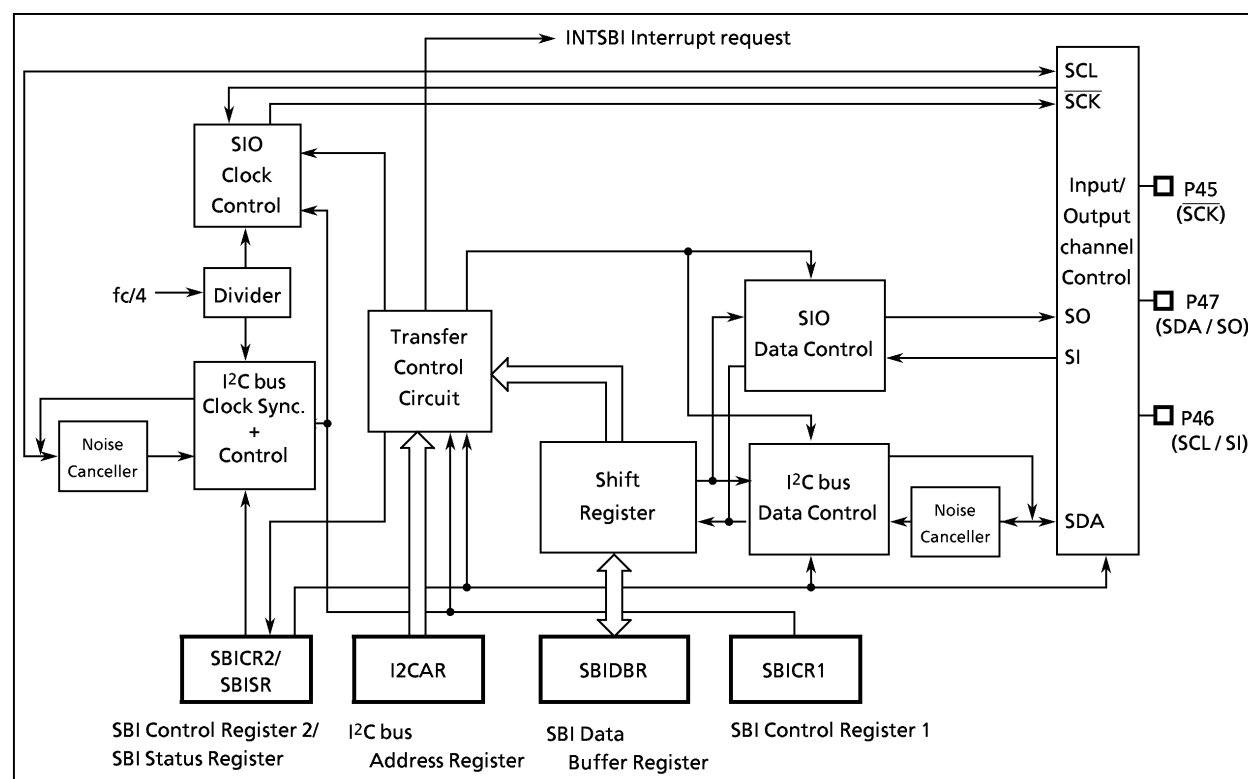 INTSBI Interrupt request
SCL
SCK
SIO
Clock
Control
Input/
Output
channel
Control
P45
(SCK)
fc/4
Divider
SIO
Data Control
SO
SI
P47
(SDA / SO)
Transfer
Control
Circuit
I²C bus
Clock Sync.
+
Control
Noise
Canceller
P46
(SCL / SI)
Shift
Register
I²C bus
Data Control
Noise
Canceller
SDA
SBICR2/
SBISR
I2CAR
SBIDBR
SBICR1
SBI Control Register 2/
SBI Status Register
I²C bus
Address Register
SBI Data
Buffer Register
SBI Control Register 1